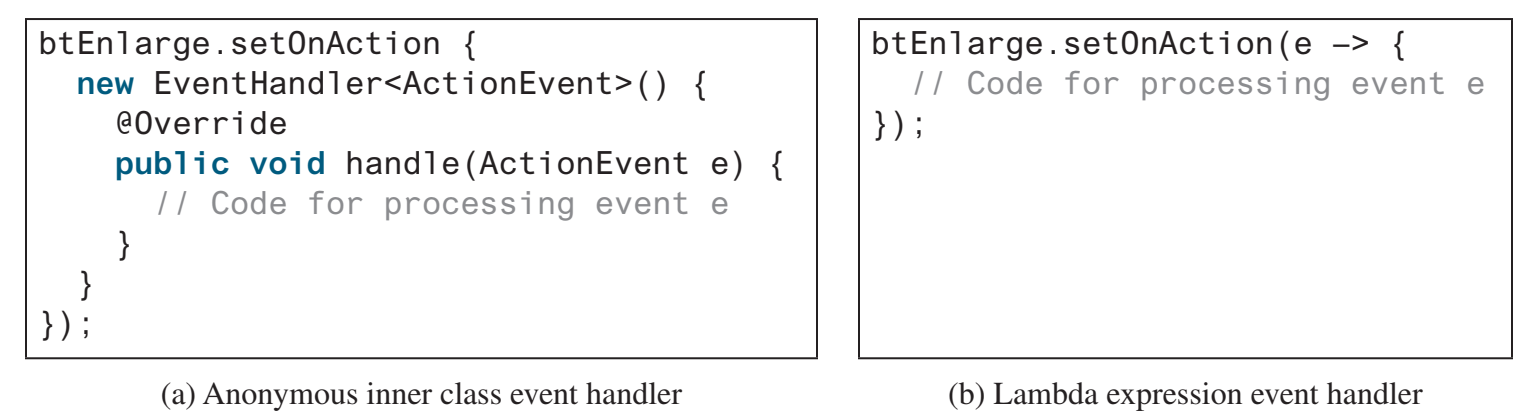 btEnlarge.setOnAction {
  new EventHandler<ActionEvent>() {
    @Override
    public void handle(ActionEvent e) {
      // Code for processing event e
    }
  }
});
(a) Anonymous inner class event handler
btEnlarge.setOnAction(e –> {
  // Code for processing event e
});
(b) Lambda expression event handler